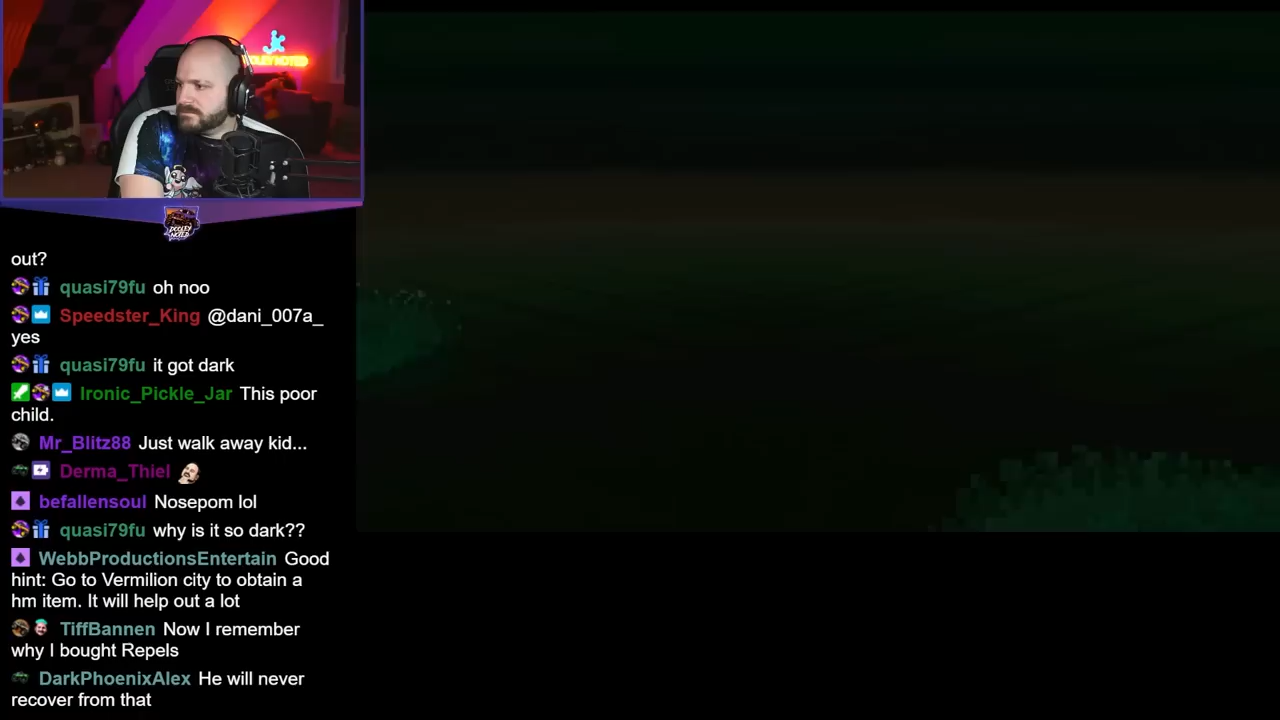 DOOLEY NOTED
out?
quasi79fu oh noo
Speedster_King @dani_007a_
yes
quasi79fu it got dark
Ironic_Pickle_Jar This poor
child.
Mr_Blitz88 Just walk away kid...
Derma_Thiel
befallensoul Nosepom lol
quasi79fu why is it so dark??
WebbProductionsEntertain Good
hint: Go to Vermilion city to obtain a
hm item. It will help out a lot
TiffBannen Now I remember
why I bought Repels
DarkPhoenixAlex He will never
recover from that